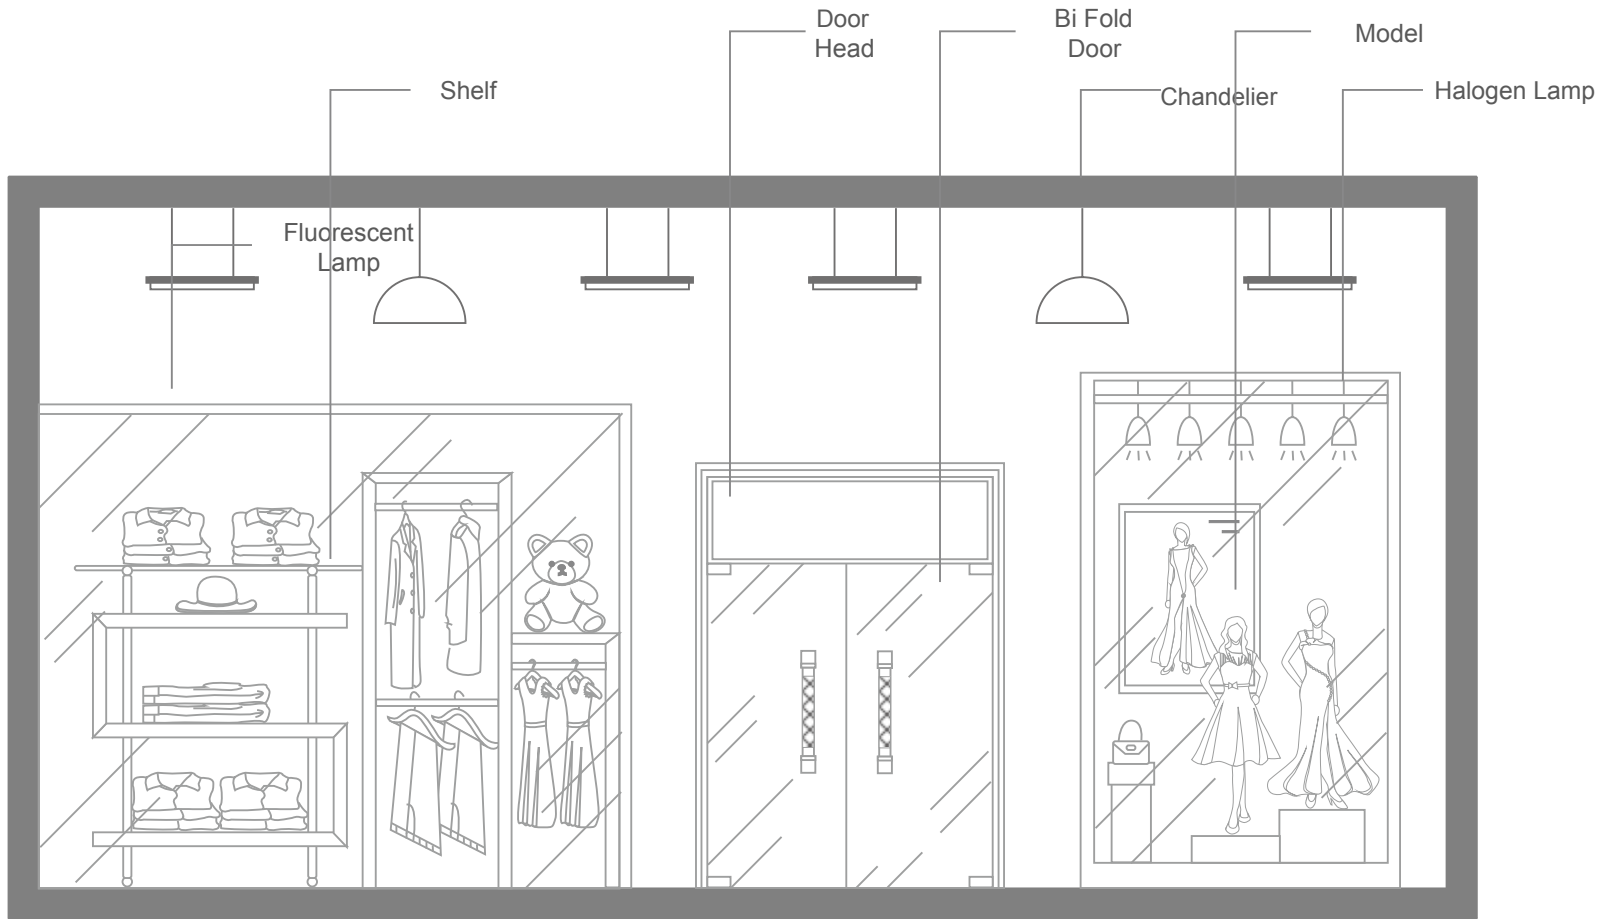 Door
Head
Bi Fold
Door
Model
Shelf
Chandelier
Halogen Lamp
Fluorescent
Lamp